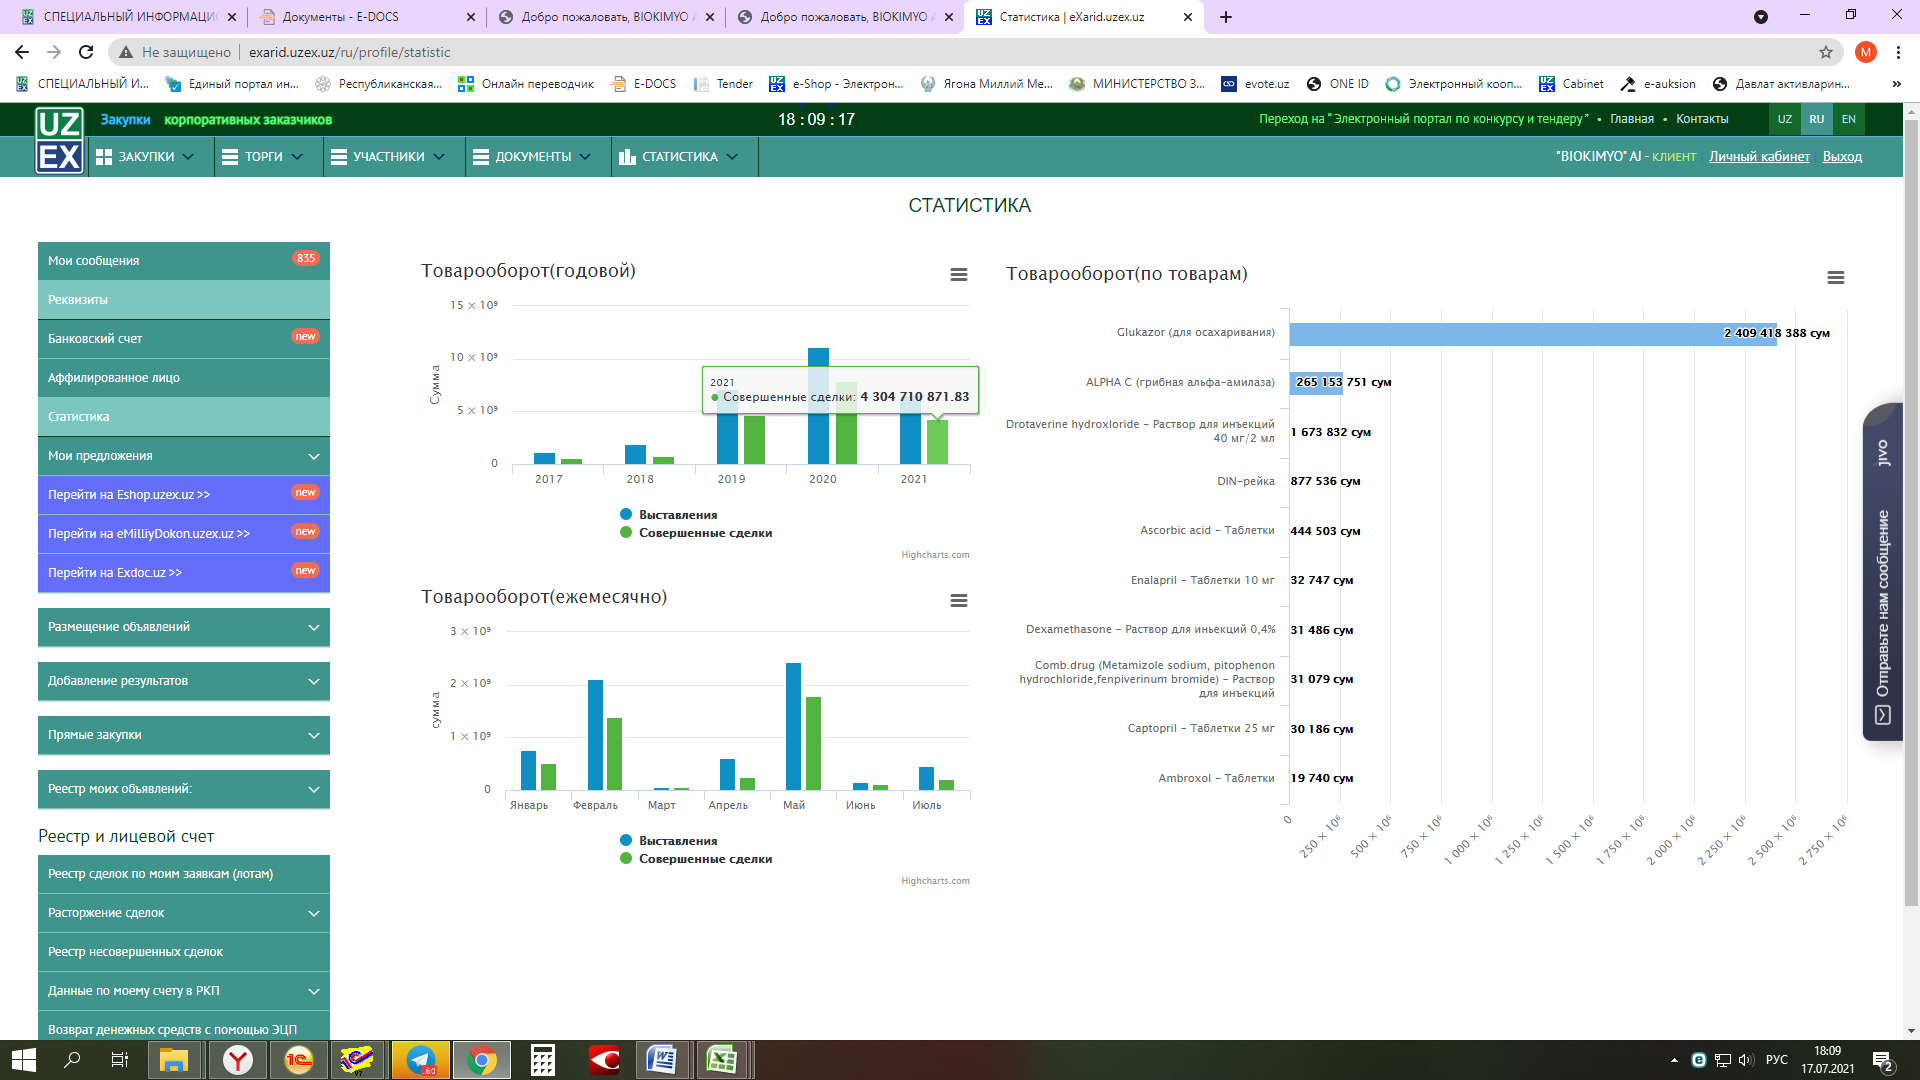 СПЕЦИАЛЬНЫЙ ИНФОРМАЦИ
Документы - E-DOCS
Добро пожаловать, BIOKIMYO A
Добро пожаловать, BIOKIMYO A
Статистика | eXarid.uzex.uz
Не защищено
exarid.uzex.uz/ru/profile/statistic
M
СПЕЦИАЛЬНЫЙ И...
Единый портал ин...
Республиканская...
Онлайн переводчик
E-DOCS
Tender
e-Shop - Электрон...
Ягона Миллий Ме...
МИНИСТЕРСТВО З...
evote.uz
ONE ID
Электронный кооп...
Cabinet
e-auksion
Давлат активларин...
»
UZ
EX
Закупки корпоративных заказчиков
18 : 09 : 17
Переход на “ Электронный портал по конкурсу и тендеру ” • Главная • Контакты
UZ RU EN
ЗАКУПКИ
ТОРГИ
УЧАСТНИКИ
ДОКУМЕНТЫ
СТАТИСТИКА
"BIOKIMYO" AJ - КЛИЕНТ
Личный кабинет
Выход
СТАТИСТИКА
Мои сообщения 835
Реквизиты
Банковский счет new
Аффилированное лицо
Статистика
Мои предложения
Перейти на Eshop.uzex.uz >> new
Перейти на eMilliyDokon.uzex.uz >> new
Перейти на Exdoc.uz >> new
Размещение объявлений
Добавление результатов
Прямые закупки
Реестр моих объявлений:
Реестр и лицевой счет
Реестр сделок по моим заявкам (лотам)
Расторжение сделок
Реестр несовершенных сделок
Данные по моему счету в РКП
Возврат денежных средств с помощью ЭЦП
Товарооборот(годовой)
Сумма
15 × 10⁹
10 × 10⁹
5 × 10⁹
0
2021
Совершенные сделки: 4 304 710 871.83
2017 2018 2019 2020 2021
Выставления
Совершенные сделки
Highcharts.com
Товарооборот(ежемесячно)
сумма
3 × 10⁹
2 × 10⁹
1 × 10⁹
0
Январь Февраль Март Апрель Май Июнь Июль
Выставления
Совершенные сделки
Highcharts.com
Товарооборот(по товарам)
Glukazor (для осахаривания) 2 409 418 388 сум
ALPHA C (грибная альфа-амилаза) 265 153 751 сум
Drotaverine hydroxloride - Раствор для инъекций
40 мг/2 мл
1 673 832 сум
DIN-рейка 877 536 сум
Ascorbic acid - Таблетки 444 503 сум
Enalapril - Таблетки 10 мг 32 747 сум
Dexamethasone - Раствор для иньекций 0,4% 31 486 сум
Comb.drug (Metamizole sodium, pitophenon
hydrochloride,fenpiverinum bromide) - Раствор
для инъекций
31 079 сум
Captopril - Таблетки 25 мг 30 186 сум
Ambroxol - Таблетки 19 740 сум
0
250 × 10⁶
500 × 10⁶
750 × 10⁶
1 000 × 10⁶
1 250 × 10⁶
1 500 × 10⁶
1 750 × 10⁶
2 000 × 10⁶
2 250 × 10⁶
2 500 × 10⁶
2 750 × 10⁶
jivo
Отправьте нам сообщение
.60
РУС
18:09
17.07.2021
2